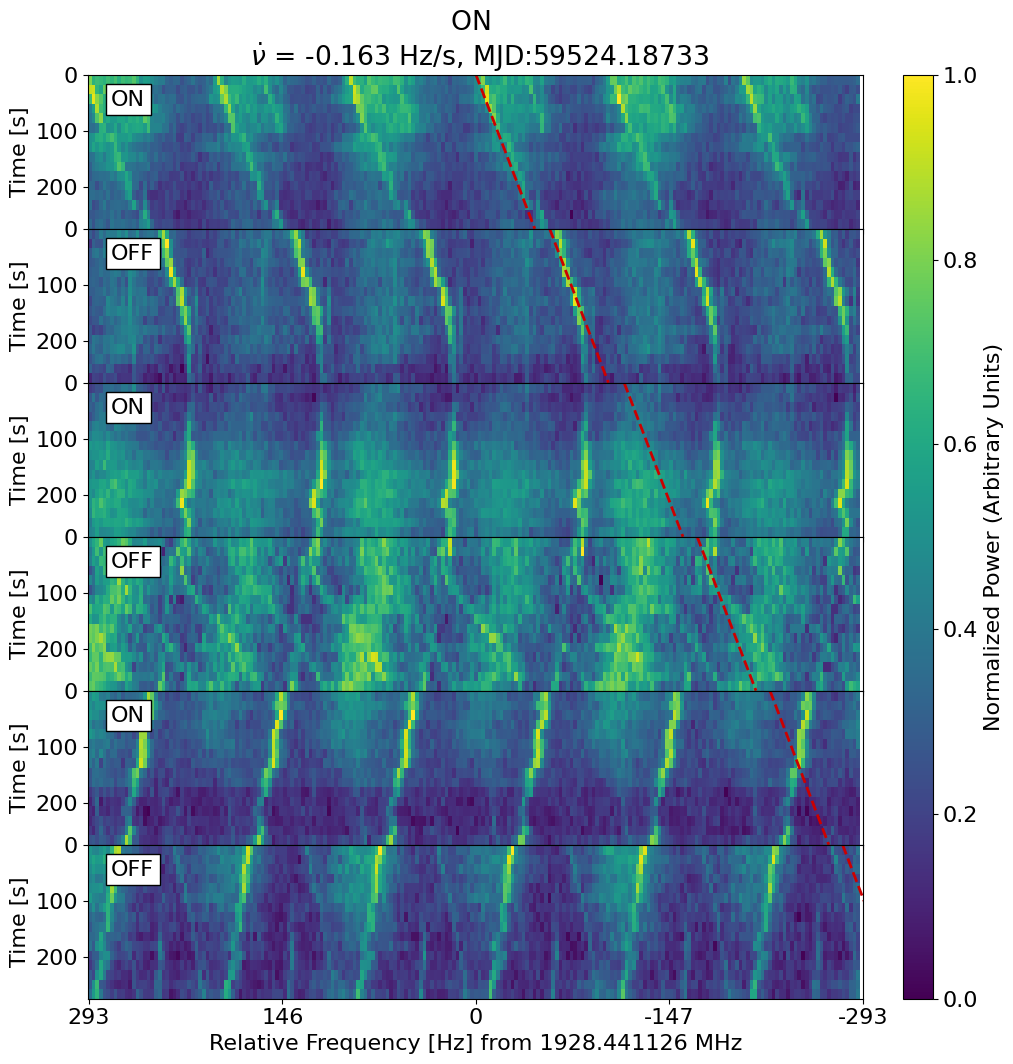 ON
ν̇ = -0.163 Hz/s, MJD:59524.18733
0
ON
100
Time [s]
200
0
OFF
100
Time [s]
200
0
ON
100
Time [s]
200
0
OFF
100
Time [s]
200
0
ON
100
Time [s]
200
0
OFF
100
Time [s]
200
293 146 0 -147 -293
Relative Frequency [Hz] from 1928.441126 MHz
1.0
0.8
0.6
0.4
0.2
0.0
Normalized Power (Arbitrary Units)